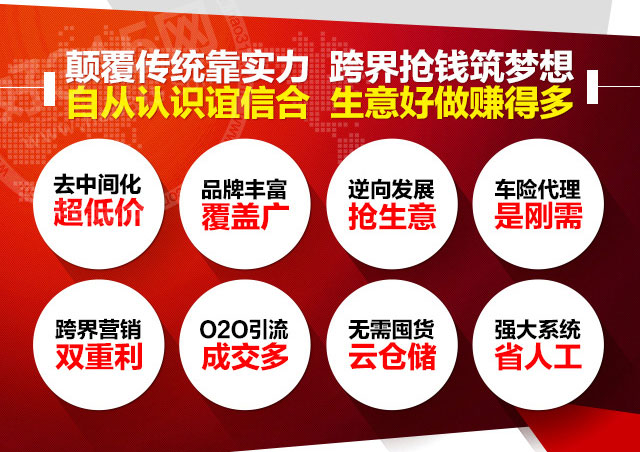 颠覆传统靠实力 跨界抢钱筑梦想
自从认识谊信合 生意好做赚得多
去中间化
超低价
品牌丰富
覆盖广
逆向发展
抢生意
车险代理
是刚需
跨界营销
双重利
O2O引流
成交多
无需囤货
云仓储
强大系统
省人工